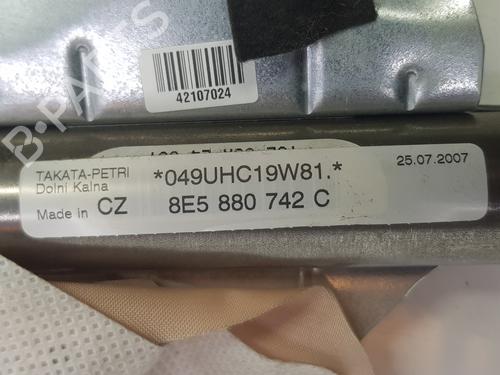 42107024
TAKATA-PETRI
Dolni Kalna
*049UHC19W81.*
25.07.2007
Made in CZ
8E5 880 742 C
B-PARTS